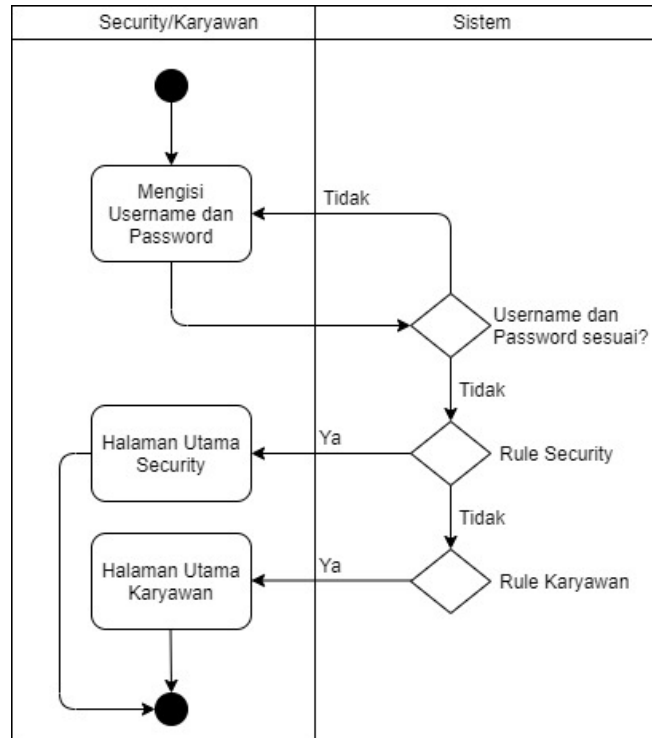 Security/Karyawan
Sistem
Mengisi
Username dan
Password
Tidak
Username dan
Password sesuai?
Tidak
Halaman Utama
Security
Ya
Rule Security
Tidak
Halaman Utama
Karyawan
Ya
Rule Karyawan